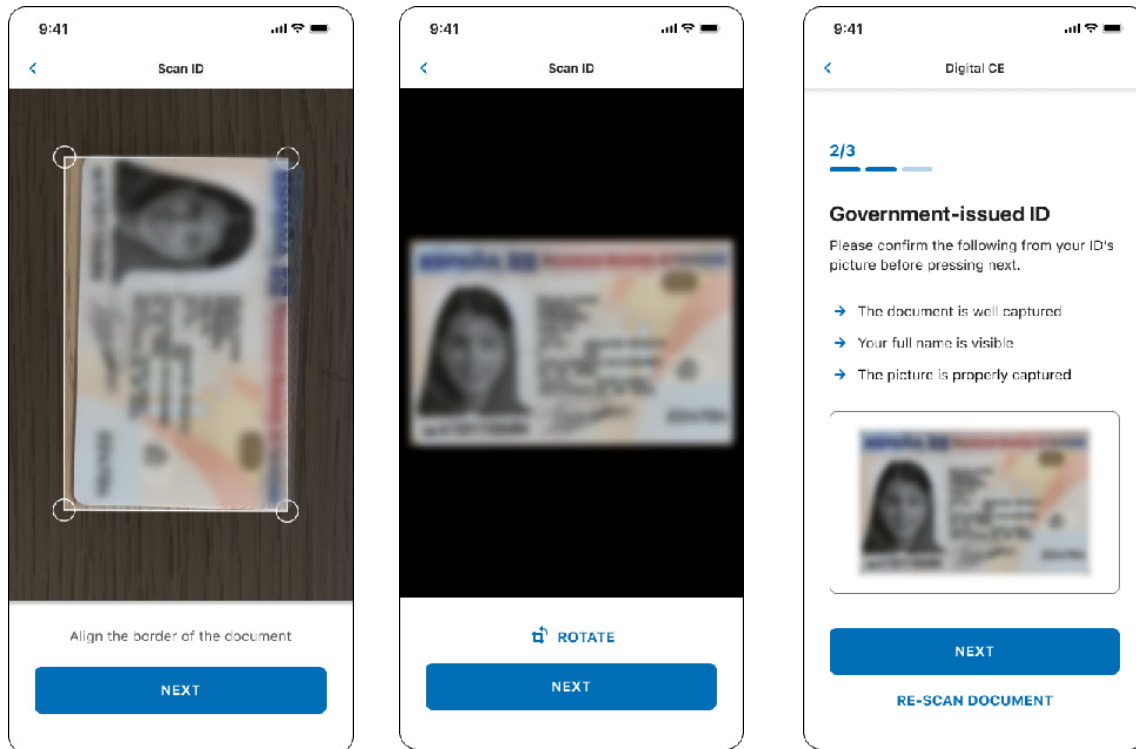 9:41
Scan ID
Align the border of the document
NEXT
9:41
Scan ID
ESPAÑA
ROTATE
NEXT
9:41
Digital CE
2/3
Government-issued ID
Please confirm the following from your ID's
picture before pressing next.
The document is well captured
Your full name is visible
The picture is properly captured
NEXT
RE-SCAN DOCUMENT